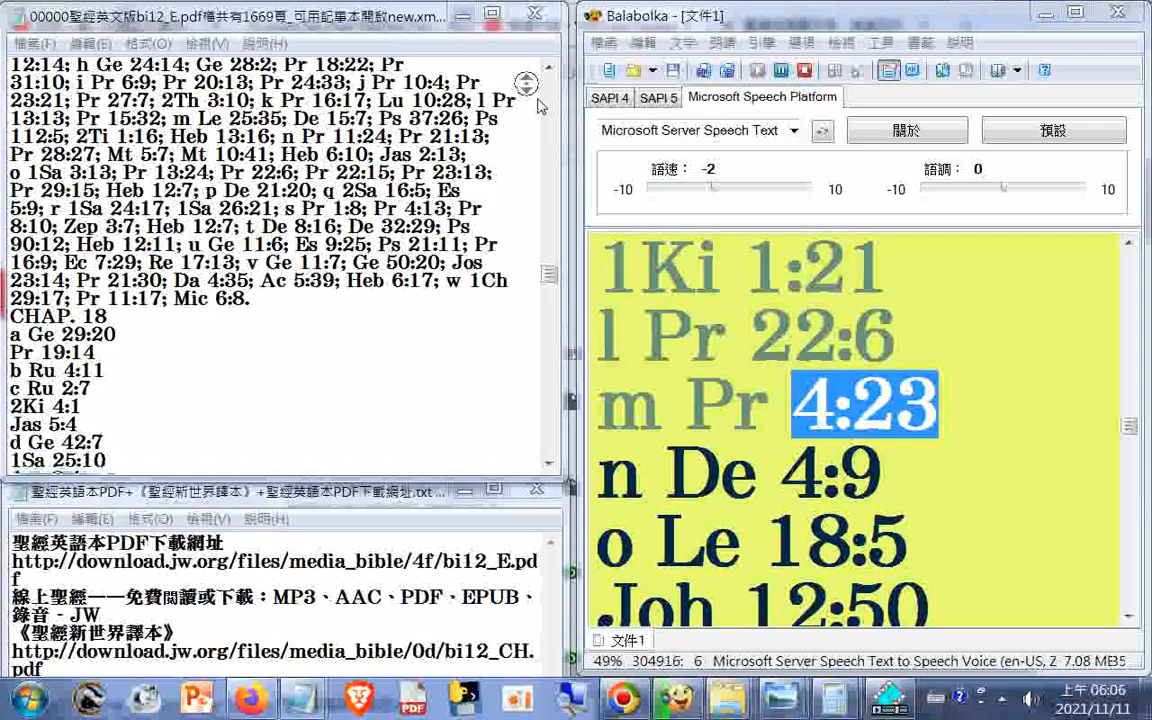 00000聖經英文版bi12_E.pdf檔共有1669頁_可用記事本開啟new.xm...
檔案(F) 編輯(E) 格式(O) 檢視(V) 說明(H)
12:14; h Ge 24:14; Ge 28:2; Pr 18:22; Pr
31:10; i Pr 6:9; Pr 20:13; Pr 24:33; j Pr 10:4; Pr
23:21; Pr 27:7; 2Th 3:10; k Pr 16:17; Lu 10:28; l Pr
13:13; Pr 15:32; m Le 25:35; De 15:7; Ps 37:26; Ps
112:5; 2Ti 1:16; Heb 13:16; n Pr 11:24; Pr 21:13;
Pr 28:27; Mt 5:7; Mt 10:41; Heb 6:10; Jas 2:13;
o 1Sa 3:13; Pr 13:24; Pr 22:6; Pr 22:15; Pr 23:13;
Pr 29:15; Heb 12:7; p De 21:20; q 2Sa 16:5; Es
5:9; r 1Sa 24:17; 1Sa 26:21; s Pr 1:8; Pr 4:13; Pr
8:10; Zep 3:7; Heb 12:7; t De 8:16; De 32:29; Ps
90:12; Heb 12:11; u Ge 11:6; Es 9:25; Ps 21:11; Pr
16:9; Ec 7:29; Re 17:13; v Ge 11:7; Ge 50:20; Jos
23:14; Pr 21:30; Da 4:35; Ac 5:39; Heb 6:17; w 1Ch
29:17; Pr 11:17; Mic 6:8.
CHAP. 18
a Ge 29:20
Pr 19:14
b Ru 4:11
c Ru 2:7
2Ki 4:1
Jas 5:4
d Ge 42:7
1Sa 25:10
聖經英語本PDF+《聖經新世界譯本》+聖經英語本PDF下載網址.txt ...
檔案(F) 編輯(E) 格式(O) 檢視(V) 說明(H)
聖經英語本PDF下載網址
http://download.jw.org/files/media_bible/4f/bi12_E.pd
f
線上聖經——免費閱讀或下載：MP3、AAC、PDF、EPUB、
錄音 - JW
《聖經新世界譯本》
http://download.jw.org/files/media_bible/0d/bi12_CH.
pdf
Balabolka - [文件1]
檔案 編輯 文字 朗讀 引擎 選項 檢視 工具 書籤 說明
SAPI 4 SAPI 5 Microsoft Speech Platform
Microsoft Server Speech Text 關於 預設
語速： -2 語調： 0
-10 10 -10 10
1Ki 1:21
l Pr 22:6
m Pr 4:23
n De 4:9
o Le 18:5
Joh 12:50
文件1
49% 304916: 6 Microsoft Server Speech Text to Speech Voice (en-US, Z 7.08 MB
PDF
上午 06:06
2021/11/11